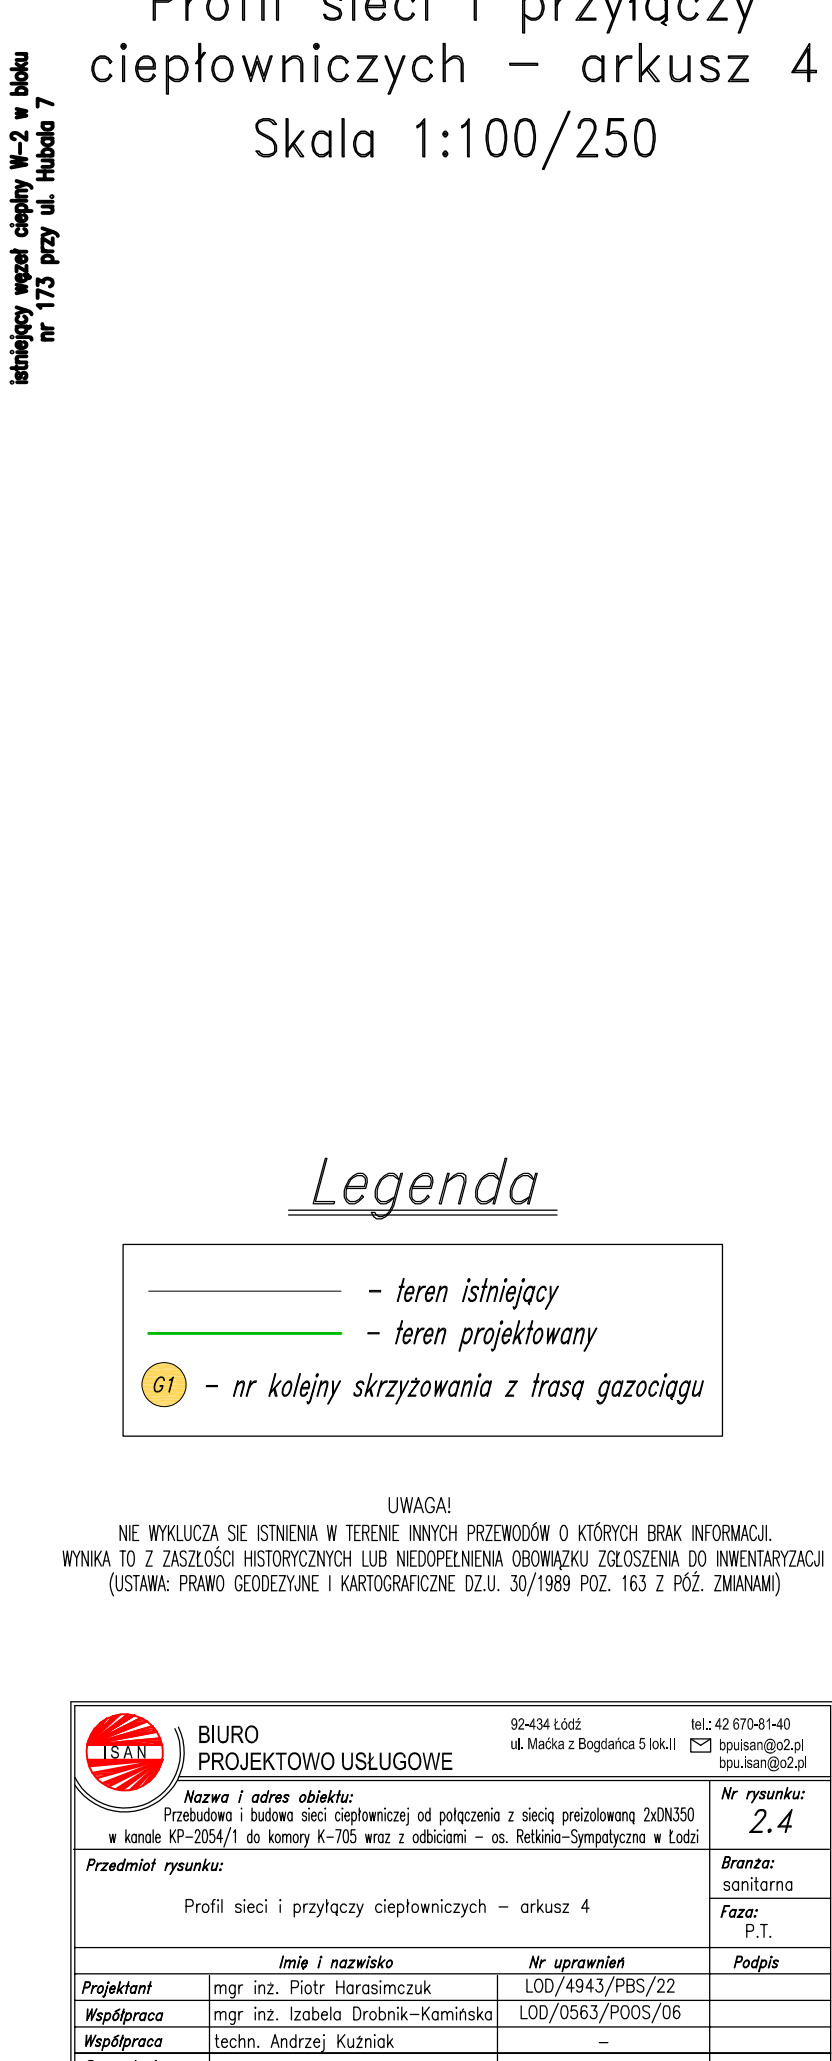 Profil sieci i przyłączy
ciepłowniczych – arkusz 4
Skala 1:100/250
istniejący węzeł cieplny W-2 w bloku
nr 173 przy ul. Hubala 7
Legenda
– teren istniejący
– teren projektowany
G1 – nr kolejny skrzyżowania z trasą gazociągu
UWAGA!
NIE WYKLUCZA SIE ISTNIENIA W TERENIE INNYCH PRZEWODÓW O KTÓRYCH BRAK INFORMACJI.
WYNIKA TO Z ZASZŁOŚCI HISTORYCZNYCH LUB NIEDOPEŁNIENIA OBOWIĄZKU ZGŁOSZENIA DO INWENTARYZACJI
(USTAWA: PRAWO GEODEZYJNE I KARTOGRAFICZNE DZ.U. 30/1989 POZ. 163 Z PÓŹ. ZMIANAMI)
ISAN
BIURO
PROJEKTOWO USŁUGOWE
92-434 Łódź
ul. Maćka z Bogdańca 5 lok.II
tel.: 42 670-81-40
bpuisan@o2.pl
bpu.isan@o2.pl
Nazwa i adres obiektu:
Przebudowa i budowa sieci ciepłowniczej od połączenia z siecią preizolowaną 2xDN350
w kanale KP-2054/1 do komory K-705 wraz z odbiciami – os. Retkinia-Sympatyczna w Łodzi
Nr rysunku:
2.4
Przedmiot rysunku:
Profil sieci i przyłączy ciepłowniczych – arkusz 4
Branża:
sanitarna
Faza:
P.T.
Imię i nazwisko Nr uprawnień Podpis
Projektant mgr inż. Piotr Harasimczuk LOD/4943/PBS/22
Współpraca mgr inż. Izabela Drobnik-Kamińska LOD/0563/POOS/06
Współpraca techn. Andrzej Kuźniak –